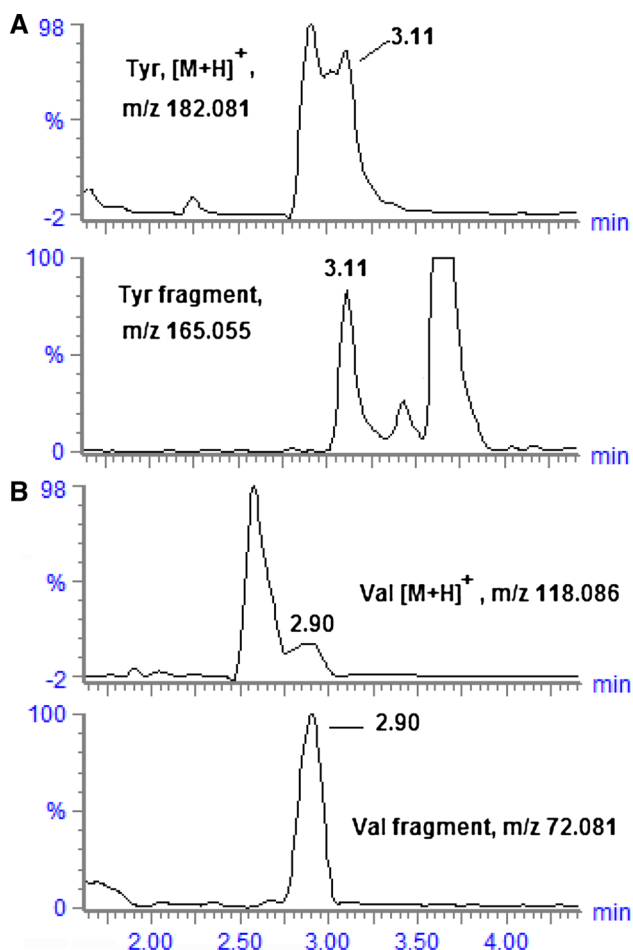 A
98
Tyr, [M+H]+,
m/z 182.081
3.11
%
-2
min
100
3.11
Tyr fragment,
m/z 165.055
%
0
min
B
98
%
Val [M+H]+ , m/z 118.086
2.90
-2
min
100
2.90
%
Val fragment, m/z 72.081
0
min
2.00 2.50 3.00 3.50 4.00